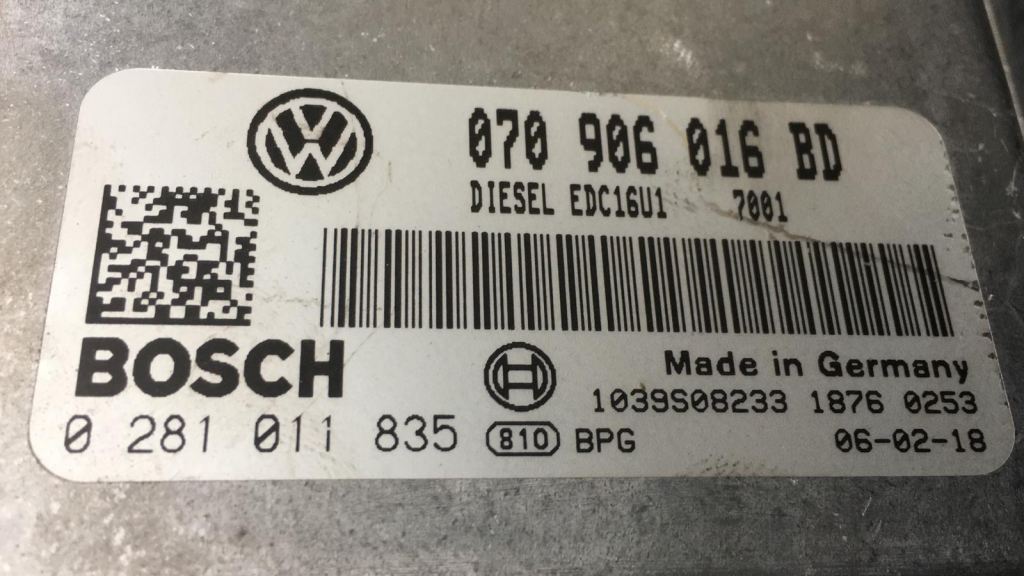 070 906 016 BD
DIESEL EDC16U1 7001
BOSCH
Made in Germany
1039S08233 1876 0253
0 281 011 835 810 BPG 06-02-18